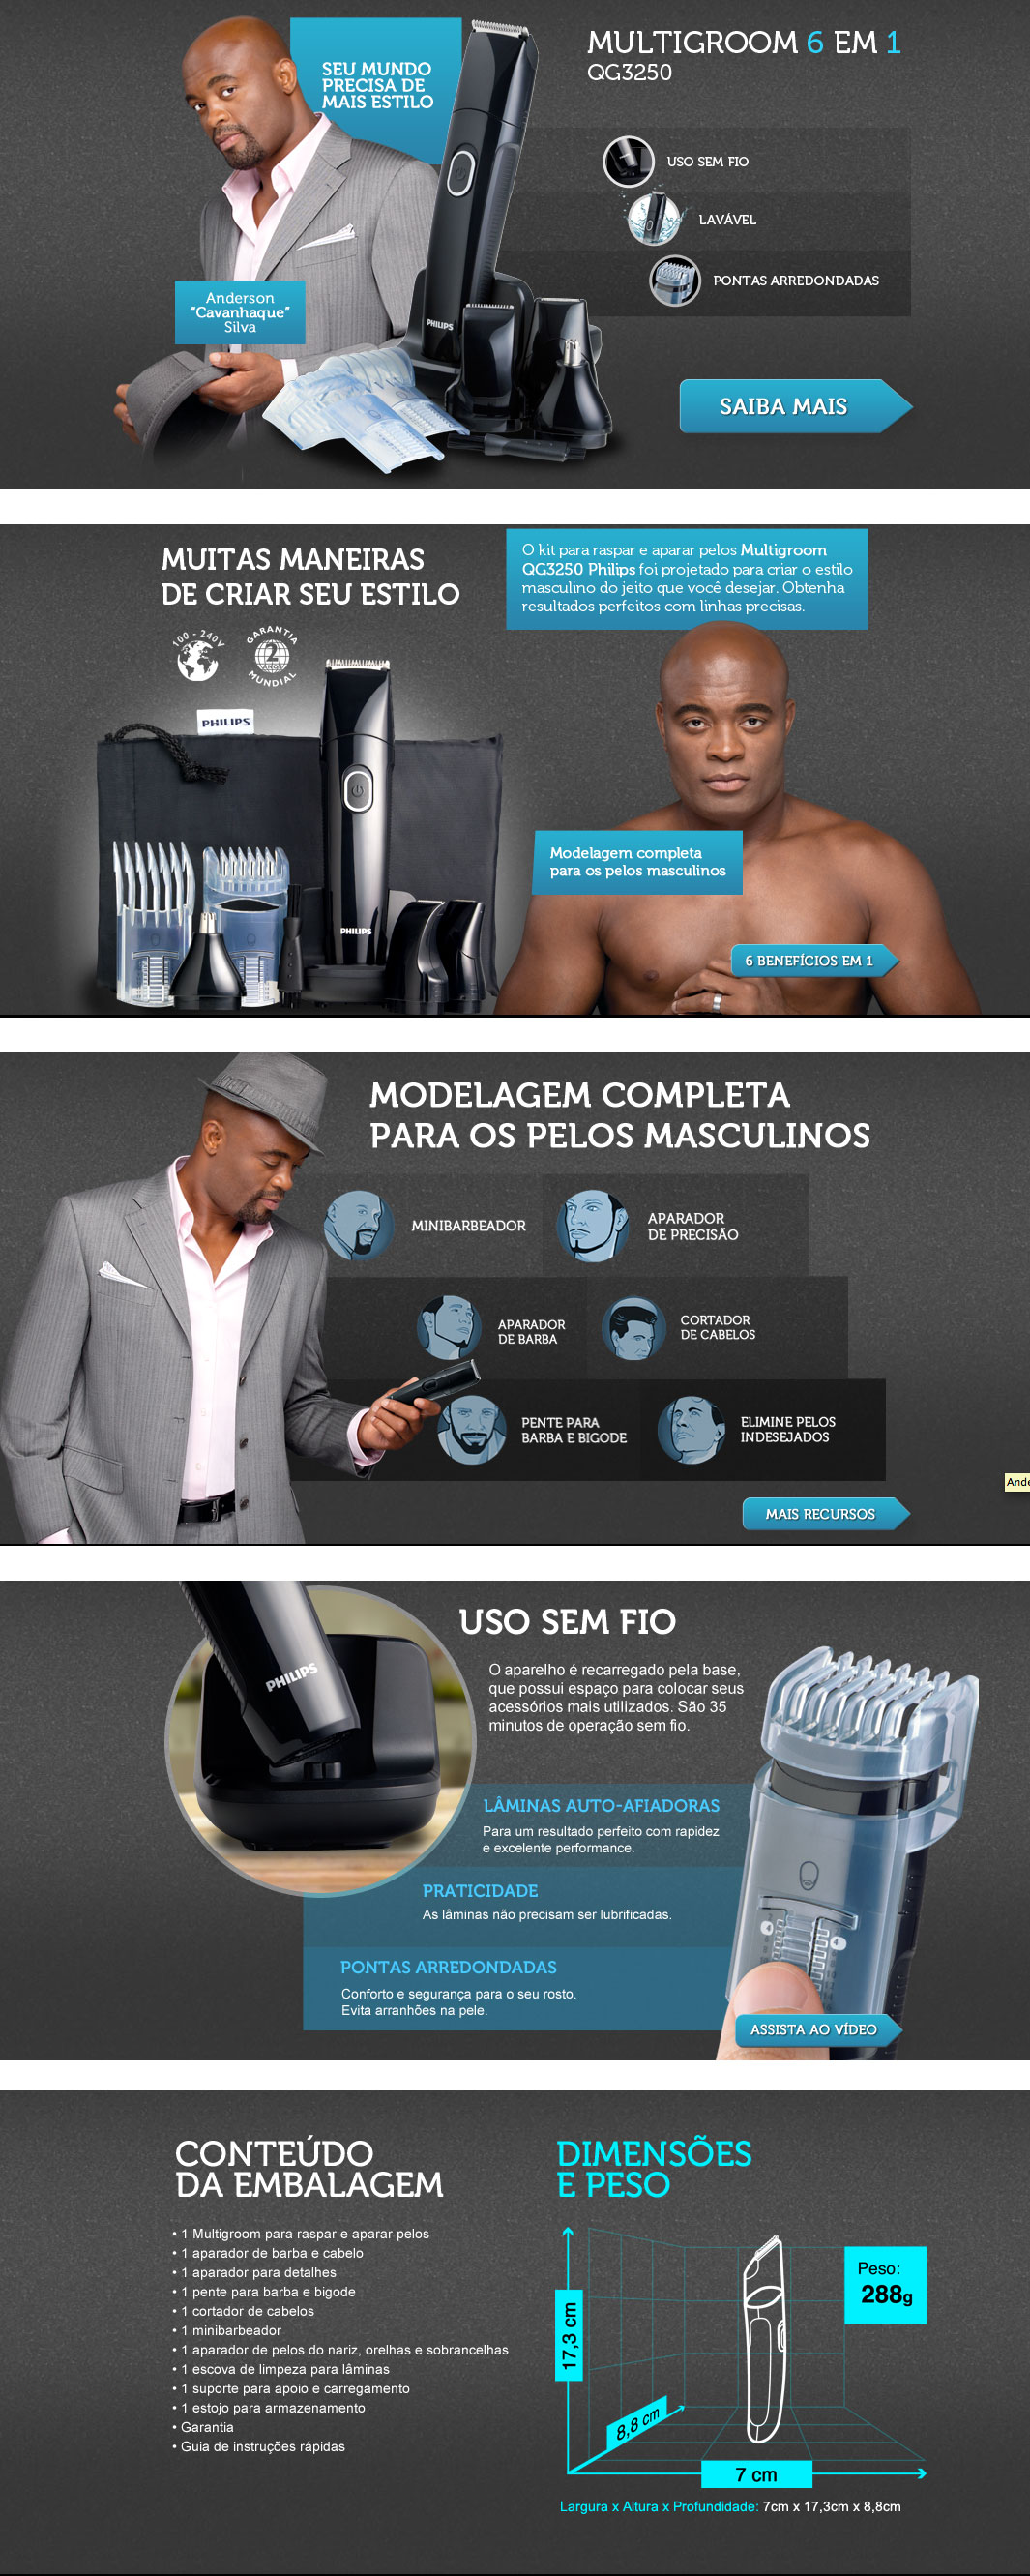 SEU MUNDO
PRECISA DE
MAIS ESTILO
MULTIGROOM 6 EM 1
QG3250
USO SEM FIO
LAVÁVEL
PONTAS ARREDONDADAS
Anderson
"Cavanhaque"
Silva
PHILIPS
SAIBA MAIS
MUITAS MANEIRAS
DE CRIAR SEU ESTILO
O kit para raspar e aparar pelos Multigroom
QG3250 Philips foi projetado para criar o estilo
masculino do jeito que você desejar. Obtenha
resultados perfeitos com linhas precisas.
100 - 240V
GARANTIA
2
ANOS
MUNDIAL
PHILIPS
PHILIPS
Modelagem completa
para os pelos masculinos
6 BENEFÍCIOS EM 1
MODELAGEM COMPLETA
PARA OS PELOS MASCULINOS
MINIBARBEADOR
APARADOR
DE PRECISÃO
APARADOR
DE BARBA
CORTADOR
DE CABELOS
PENTE PARA
BARBA E BIGODE
ELIMINE PELOS
INDESEJADOS
Ande
MAIS RECURSOS
USO SEM FIO
PHILIPS
O aparelho é recarregado pela base,
que possui espaço para colocar seus
acessórios mais utilizados. São 35
minutos de operação sem fio.
LÂMINAS AUTO-AFIADORAS
Para um resultado perfeito com rapidez
e excelente performance.
PRATICIDADE
As lâminas não precisam ser lubrificadas.
PONTAS ARREDONDADAS
Conforto e segurança para o seu rosto.
Evita arranhões na pele.
ASSISTA AO VÍDEO
CONTEÚDO
DA EMBALAGEM
• 1 Multigroom para raspar e aparar pelos
• 1 aparador de barba e cabelo
• 1 aparador para detalhes
• 1 pente para barba e bigode
• 1 cortador de cabelos
• 1 minibarbeador
• 1 aparador de pelos do nariz, orelhas e sobrancelhas
• 1 escova de limpeza para lâminas
• 1 suporte para apoio e carregamento
• 1 estojo para armazenamento
• Garantia
• Guia de instruções rápidas
DIMENSÕES
E PESO
Peso:
288g
17,3 cm
8,8 cm
7 cm
Largura x Altura x Profundidade: 7cm x 17,3cm x 8,8cm